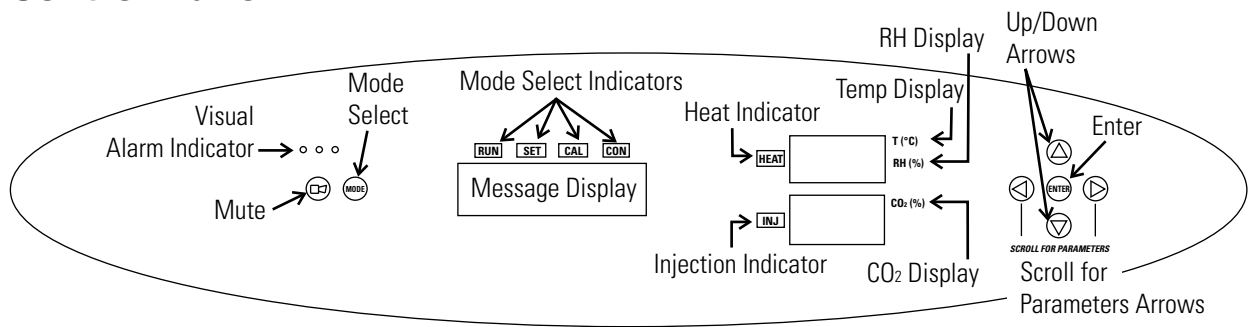 RH Display
Up/Down
Arrows
Mode
Select
Mode Select Indicators
Temp Display
Visual
Alarm Indicator
Heat Indicator
Enter
RUN SET CAL CON
T (°C)
HEAT
RH (%)
MODE
Message Display
ENTER
Mute
INJ
CO₂ (%)
SCROLL FOR PARAMETERS
Injection Indicator
CO₂ Display
Scroll for
Parameters Arrows